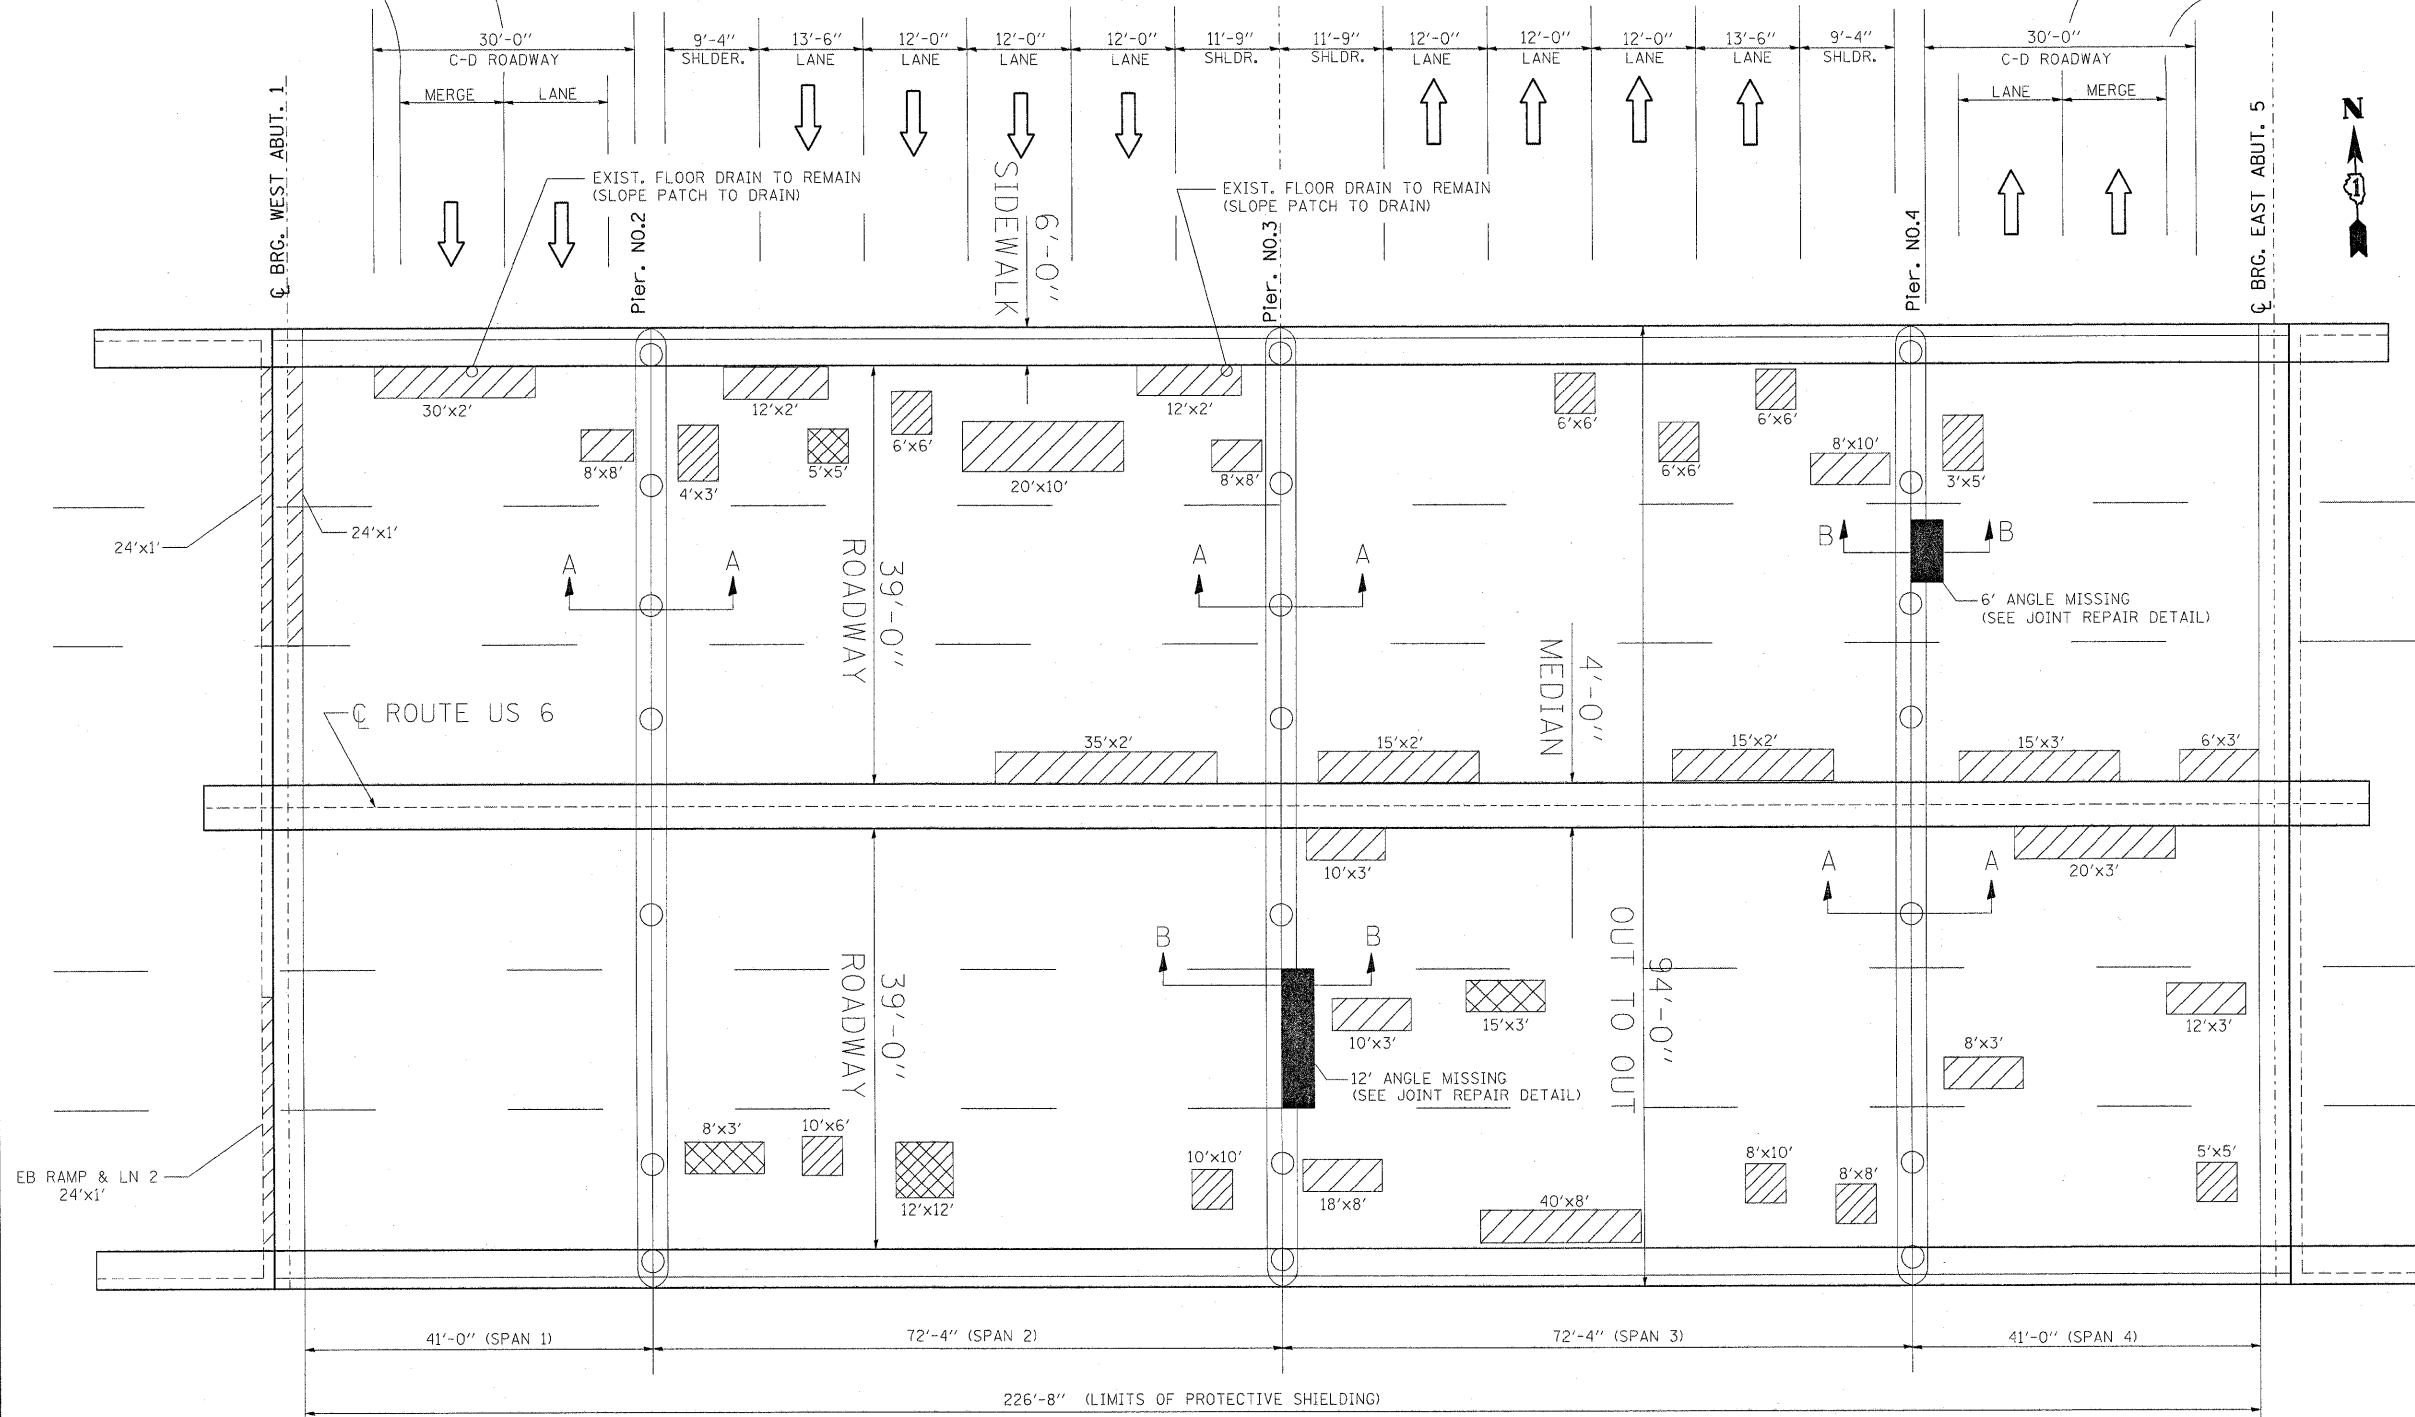 30'-0" 9'-4" 13'-6" 12'-0" 12'-0" 12'-0" 11'-9" 11'-9" 12'-0" 12'-0" 12'-0" 13'-6" 9'-4" 30'-0"
C-D ROADWAY SHLDER. LANE LANE LANE LANE SHLDR. SHLDR. LANE LANE LANE LANE SHLDR. C-D ROADWAY
MERGE LANE LANE MERGE
N
1
℄ BRG. WEST ABUT. 1
Pier. NO.2
Pier. NO.3
Pier. NO.4
℄ BRG. EAST ABUT. 5
EXIST. FLOOR DRAIN TO REMAIN
(SLOPE PATCH TO DRAIN)
EXIST. FLOOR DRAIN TO REMAIN
(SLOPE PATCH TO DRAIN)
6'-0"
SIDEWALK
30'x2'
12'x2'
12'x2'
6'x6'
8'x8'
4'x3'
5'x5'
6'x6'
20'x10'
8'x8'
6'x6'
6'x6'
8'x10'
3'x5'
24'x1'
24'x1'
A A
A A
B B
39'-0"
ROADWAY
6' ANGLE MISSING
(SEE JOINT REPAIR DETAIL)
4'-0"
MEDIAN
℄ ROUTE US 6
35'x2'
15'x2'
15'x2'
15'x3'
6'x3'
10'x3'
20'x3'
A A
B B
39'-0"
ROADWAY
94'-0"
OUT TO OUT
10'x3'
15'x3'
12'x3'
8'x3'
12' ANGLE MISSING
(SEE JOINT REPAIR DETAIL)
EB RAMP & LN 2
24'x1'
8'x3'
10'x6'
12'x12'
10'x10'
18'x8'
40'x8'
8'x10'
8'x8'
5'x5'
41'-0" (SPAN 1) 72'-4" (SPAN 2) 72'-4" (SPAN 3) 41'-0" (SPAN 4)
226'-8" (LIMITS OF PROTECTIVE SHIELDING)